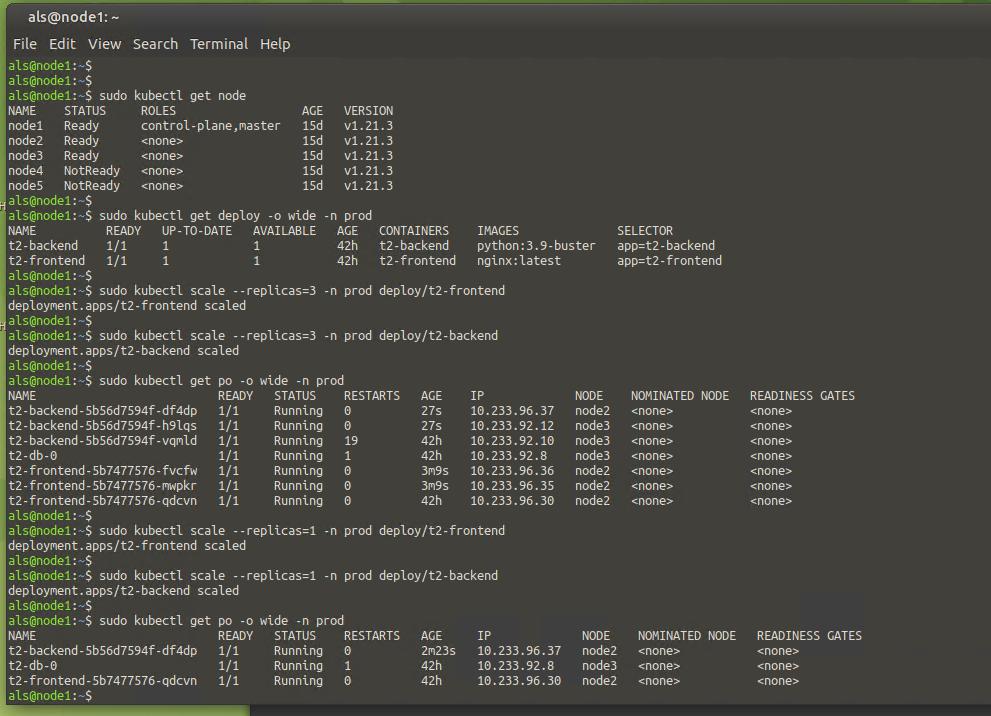 als@node1: ~
File Edit View Search Terminal Help
als@node1:~$
als@node1:~$
als@node1:~$ sudo kubectl get node
NAME STATUS ROLES AGE VERSION
node1 Ready control-plane,master 15d v1.21.3
node2 Ready <none> 15d v1.21.3
node3 Ready <none> 15d v1.21.3
node4 NotReady <none> 15d v1.21.3
node5 NotReady <none> 15d v1.21.3
als@node1:~$
als@node1:~$ sudo kubectl get deploy -o wide -n prod
NAME READY UP-TO-DATE AVAILABLE AGE CONTAINERS IMAGES SELECTOR
t2-backend 1/1 1 1 42h t2-backend python:3.9-buster app=t2-backend
t2-frontend 1/1 1 1 42h t2-frontend nginx:latest app=t2-frontend
als@node1:~$
als@node1:~$ sudo kubectl scale --replicas=3 -n prod deploy/t2-frontend
deployment.apps/t2-frontend scaled
als@node1:~$
als@node1:~$ sudo kubectl scale --replicas=3 -n prod deploy/t2-backend
deployment.apps/t2-backend scaled
als@node1:~$
als@node1:~$ sudo kubectl get po -o wide -n prod
NAME READY STATUS RESTARTS AGE IP NODE NOMINATED NODE READINESS GATES
t2-backend-5b56d7594f-df4dp 1/1 Running 0 27s 10.233.96.37 node2 <none> <none>
t2-backend-5b56d7594f-h9lqs 1/1 Running 0 27s 10.233.92.12 node3 <none> <none>
t2-backend-5b56d7594f-vqmld 1/1 Running 19 42h 10.233.92.10 node3 <none> <none>
t2-db-0 1/1 Running 1 42h 10.233.92.8 node3 <none> <none>
t2-frontend-5b7477576-fvcfw 1/1 Running 0 3m9s 10.233.96.36 node2 <none> <none>
t2-frontend-5b7477576-mwpkr 1/1 Running 0 3m9s 10.233.96.35 node2 <none> <none>
t2-frontend-5b7477576-qdcvn 1/1 Running 0 42h 10.233.96.30 node2 <none> <none>
als@node1:~$
als@node1:~$ sudo kubectl scale --replicas=1 -n prod deploy/t2-frontend
deployment.apps/t2-frontend scaled
als@node1:~$
als@node1:~$ sudo kubectl scale --replicas=1 -n prod deploy/t2-backend
deployment.apps/t2-backend scaled
als@node1:~$
als@node1:~$ sudo kubectl get po -o wide -n prod
NAME READY STATUS RESTARTS AGE IP NODE NOMINATED NODE READINESS GATES
t2-backend-5b56d7594f-df4dp 1/1 Running 0 2m23s 10.233.96.37 node2 <none> <none>
t2-db-0 1/1 Running 1 42h 10.233.92.8 node3 <none> <none>
t2-frontend-5b7477576-qdcvn 1/1 Running 0 42h 10.233.96.30 node2 <none> <none>
als@node1:~$